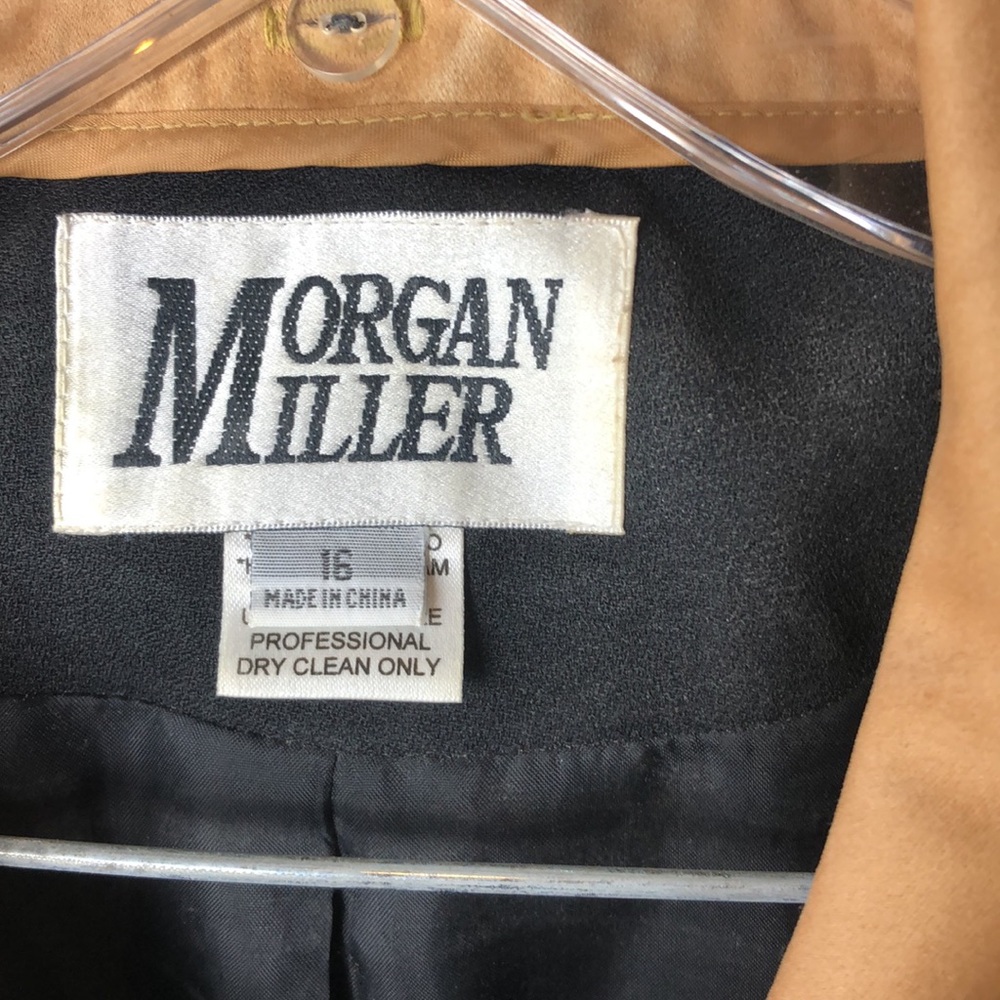 MORGAN
MILLER
16
MADE IN CHINA
PROFESSIONAL
DRY CLEAN ONLY